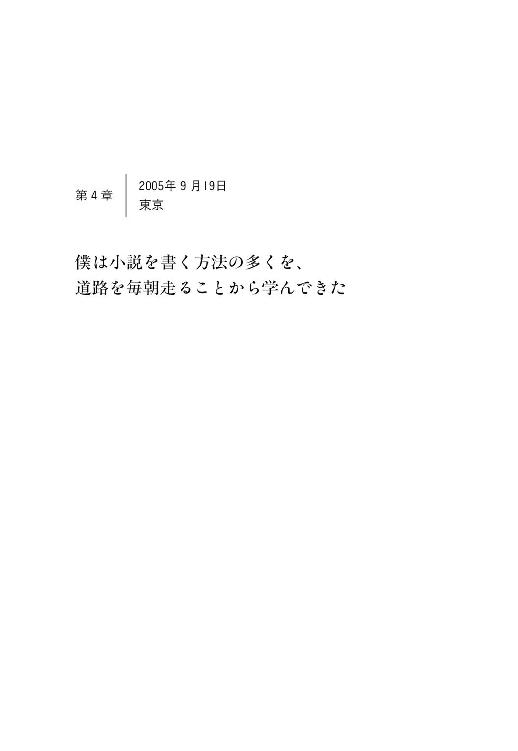 第4章
2005年9月19日
東京
僕は小説を書く方法の多くを、
道路を毎朝走ることから学んできた